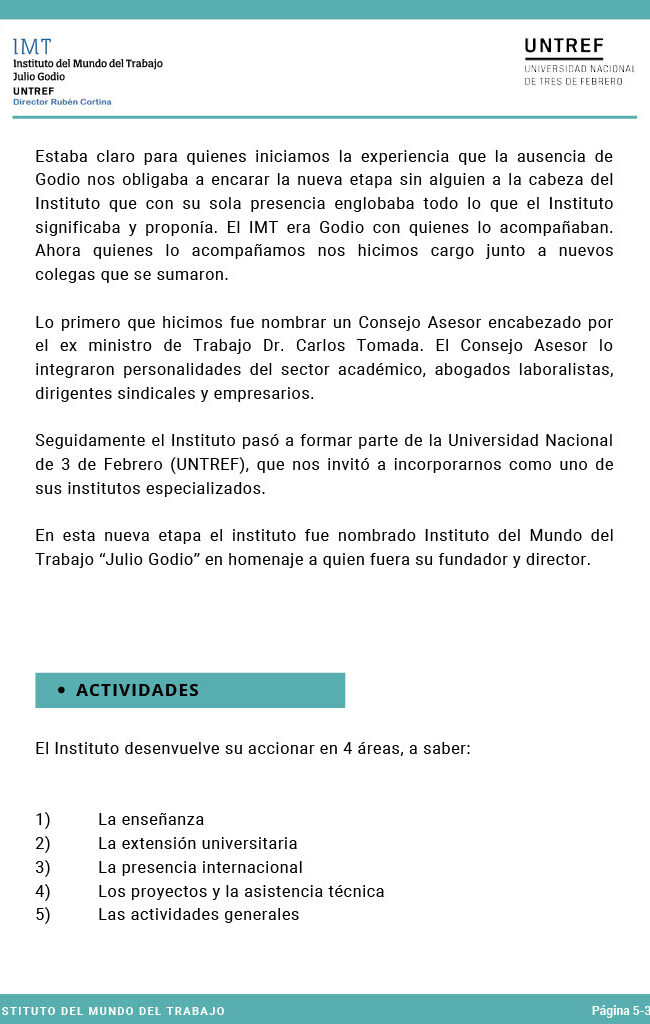 IMT
Instituto del Mundo del Trabajo
Julio Godio
UNTREF
Director Rubén Cortina
UNTREF
UNIVERSIDAD NACIONAL
DE TRES DE FEBRERO
Estaba claro para quienes iniciamos la experiencia que la ausencia de
Godio nos obligaba a encarar la nueva etapa sin alguien a la cabeza del
Instituto que con su sola presencia englobaba todo lo que el Instituto
significaba y proponía. El IMT era Godio con quienes lo acompañaban.
Ahora quienes lo acompañamos nos hicimos cargo junto a nuevos
colegas que se sumaron.
Lo primero que hicimos fue nombrar un Consejo Asesor encabezado por
el ex ministro de Trabajo Dr. Carlos Tomada. El Consejo Asesor lo
integraron personalidades del sector académico, abogados laboralistas,
dirigentes sindicales y empresarios.
Seguidamente el Instituto pasó a formar parte de la Universidad Nacional
de 3 de Febrero (UNTREF), que nos invitó a incorporarnos como uno de
sus institutos especializados.
En esta nueva etapa el instituto fue nombrado Instituto del Mundo del
Trabajo “Julio Godio” en homenaje a quien fuera su fundador y director.
• ACTIVIDADES
El Instituto desenvuelve su accionar en 4 áreas, a saber:
1) La enseñanza
2) La extensión universitaria
3) La presencia internacional
4) Los proyectos y la asistencia técnica
5) Las actividades generales
STITUTO DEL MUNDO DEL TRABAJO
Página 5-3